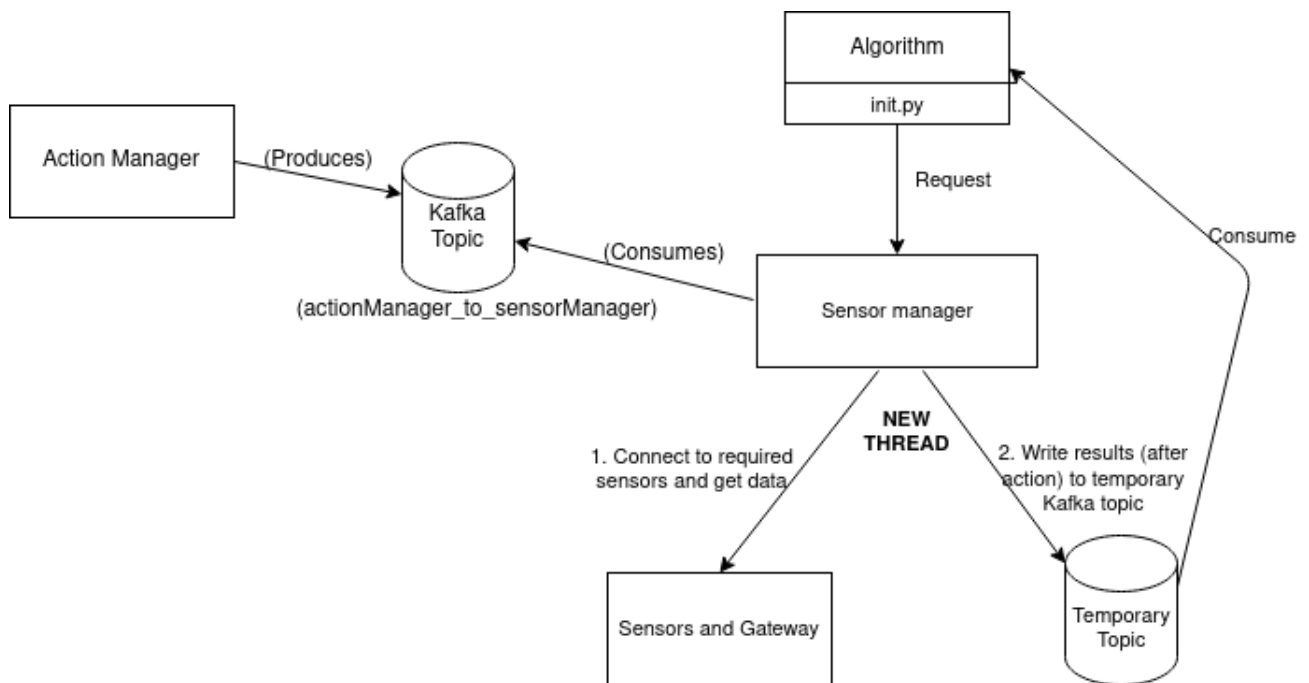 Algorithm
init.py
Action Manager
(Produces)
Kafka
Topic
(actionManager_to_sensorManager)
(Consumes)
Request
Consume
Sensor manager
NEW
THREAD
1. Connect to required
sensors and get data
2. Write results (after
action) to temporary
Kafka topic
Sensors and Gateway
Temporary
Topic